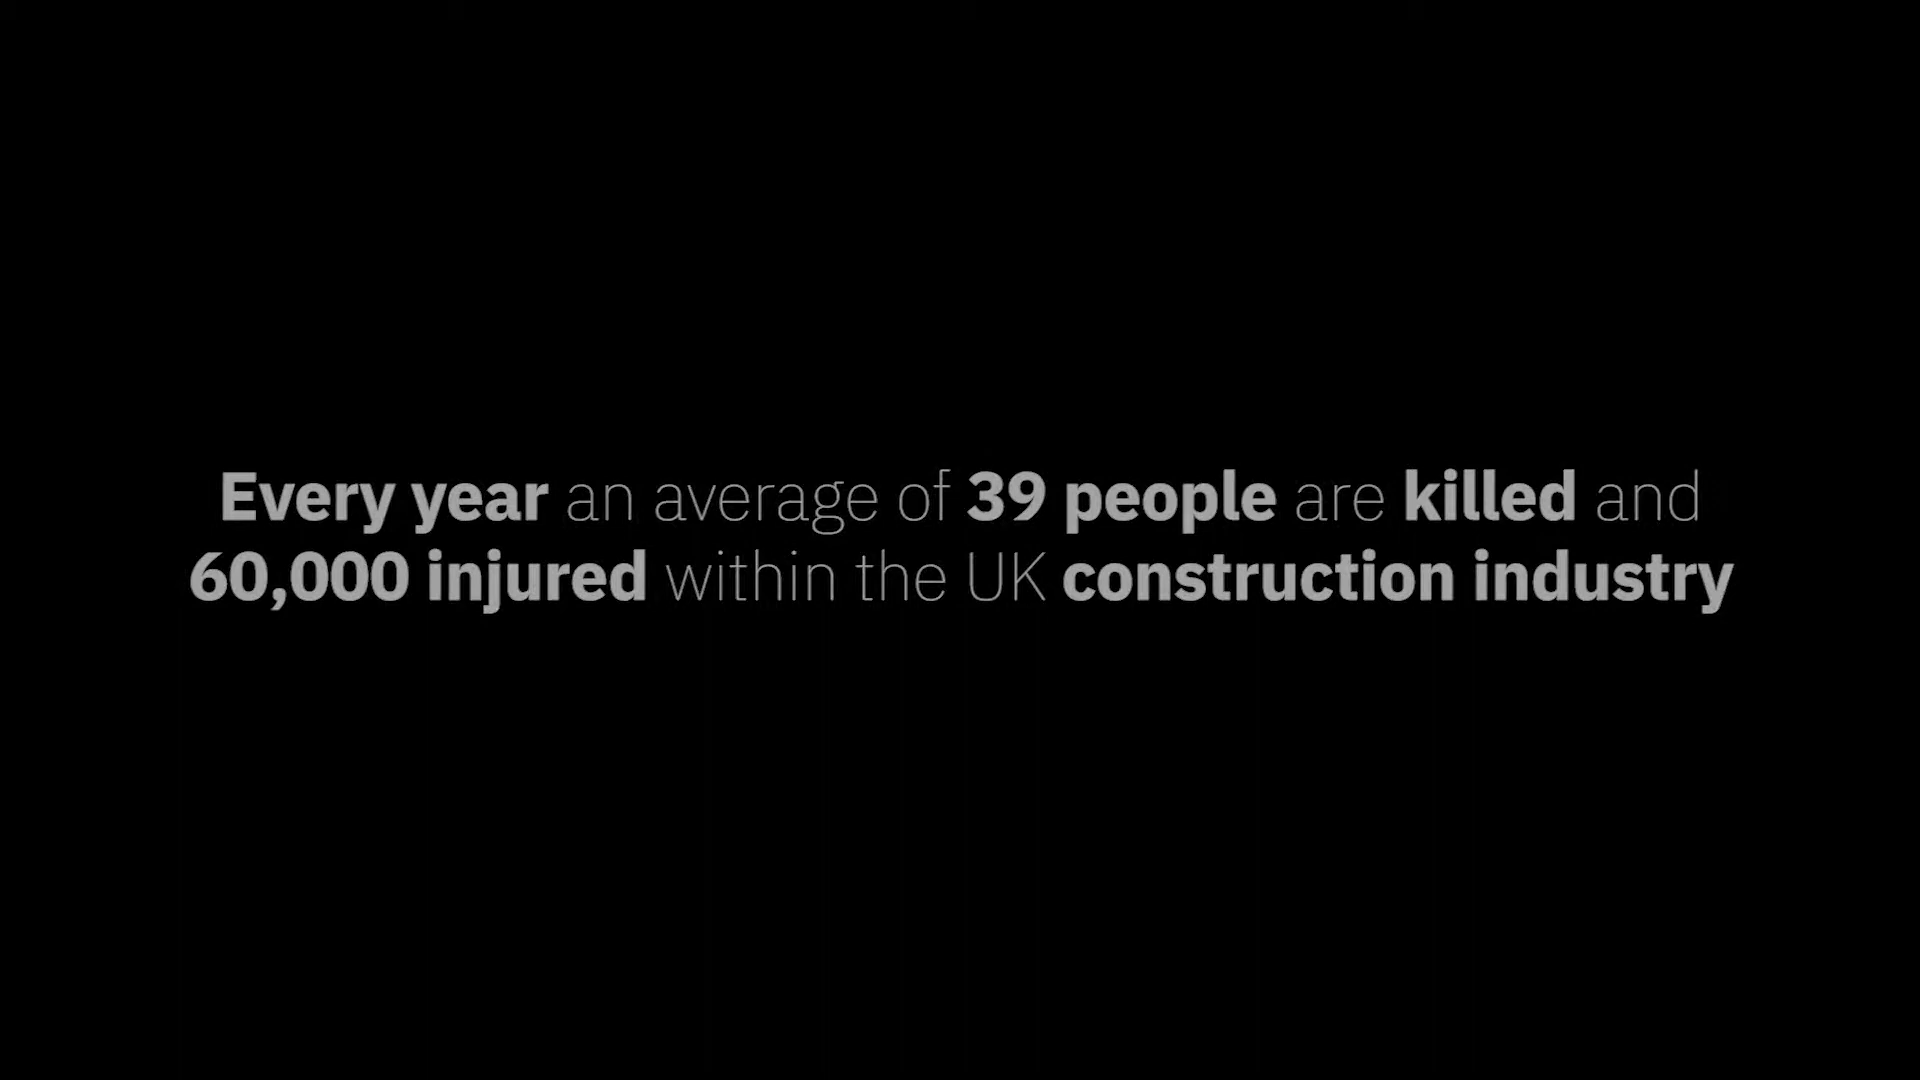 Every year an average of 39 people are killed and
60,000 injured within the UK construction industry